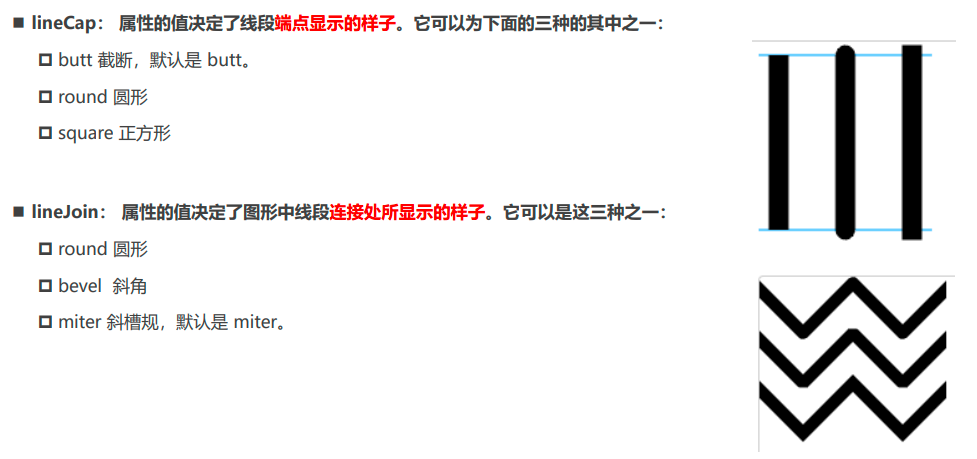 lineCap： 属性的值决定了线段端点显示的样子。它可以为下面的三种的其中之一：
butt 截断，默认是 butt。
round 圆形
square 正方形
lineJoin： 属性的值决定了图形中线段连接处所显示的样子。它可以是这三种之一：
round 圆形
bevel 斜角
miter 斜槽规，默认是 miter。